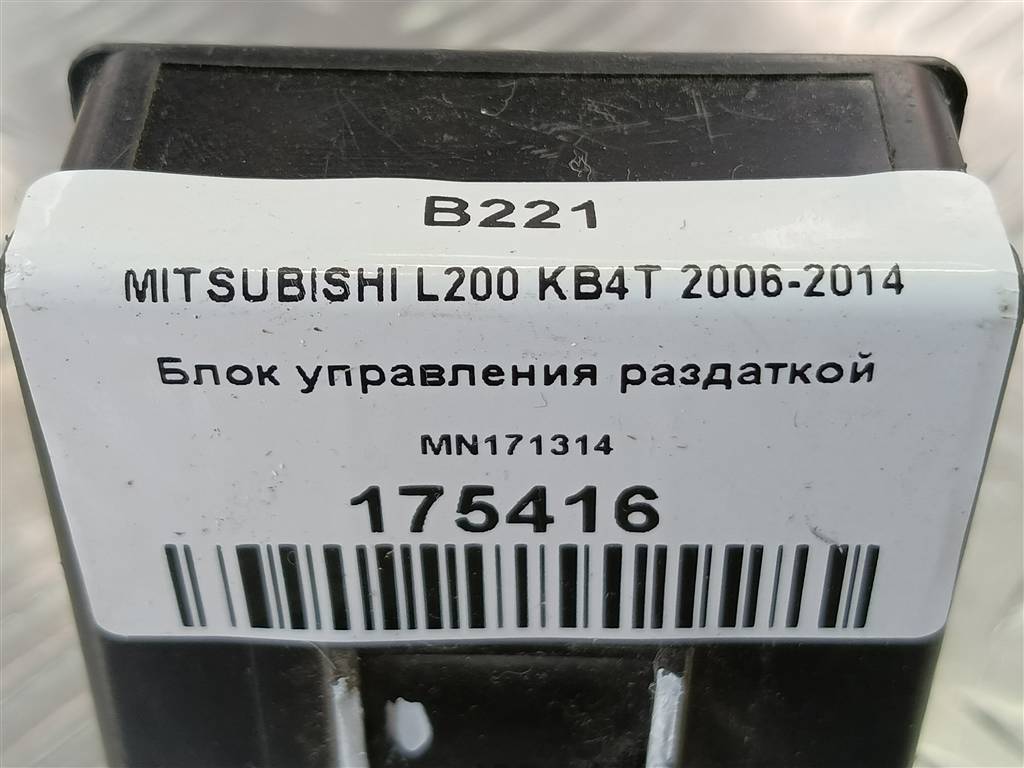 B221
MITSUBISHI L200 KB4T 2006-2014
Блок управления раздаткой
MN171314
175416